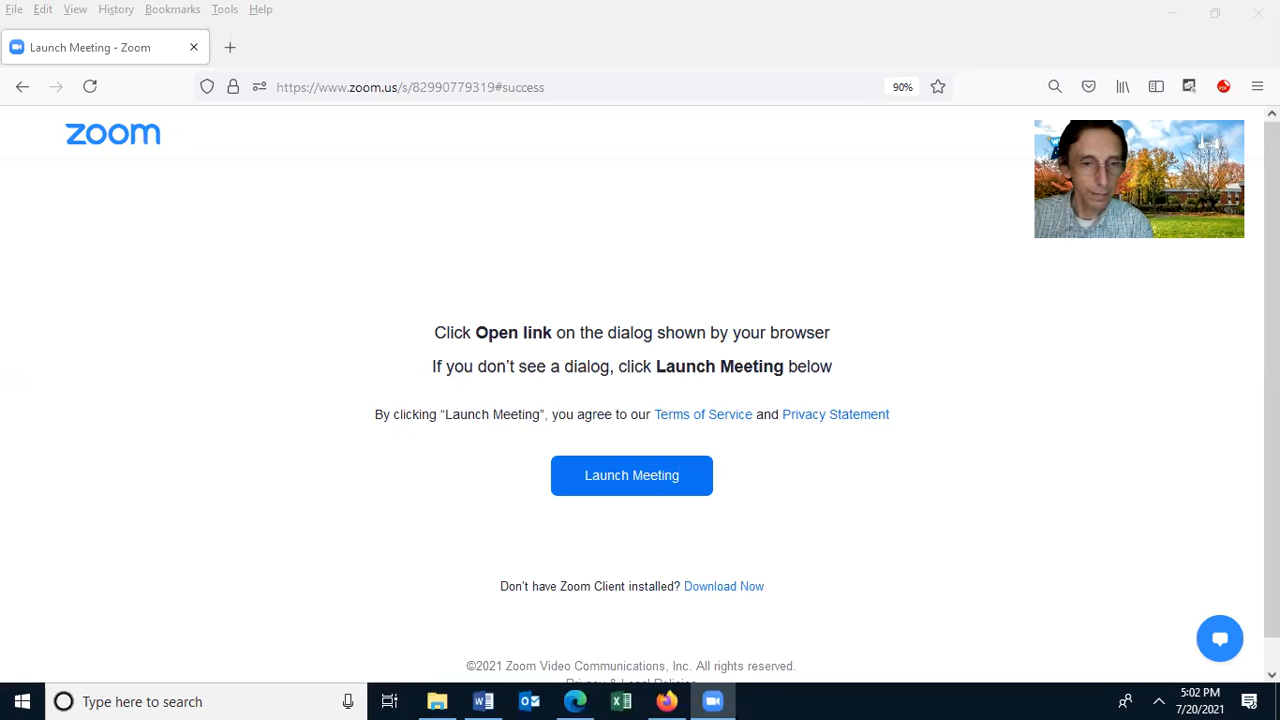 File Edit View History Bookmarks Tools Help
Launch Meeting - Zoom
https://www.zoom.us/s/82990779319#success
90%
zoom
Click Open link on the dialog shown by your browser
If you don't see a dialog, click Launch Meeting below
By clicking “Launch Meeting”, you agree to our Terms of Service and Privacy Statement
Launch Meeting
Don't have Zoom Client installed? Download Now
©2021 Zoom Video Communications, Inc. All rights reserved.
Privacy & Legal Policies
Type here to search
5:02 PM
7/20/2021